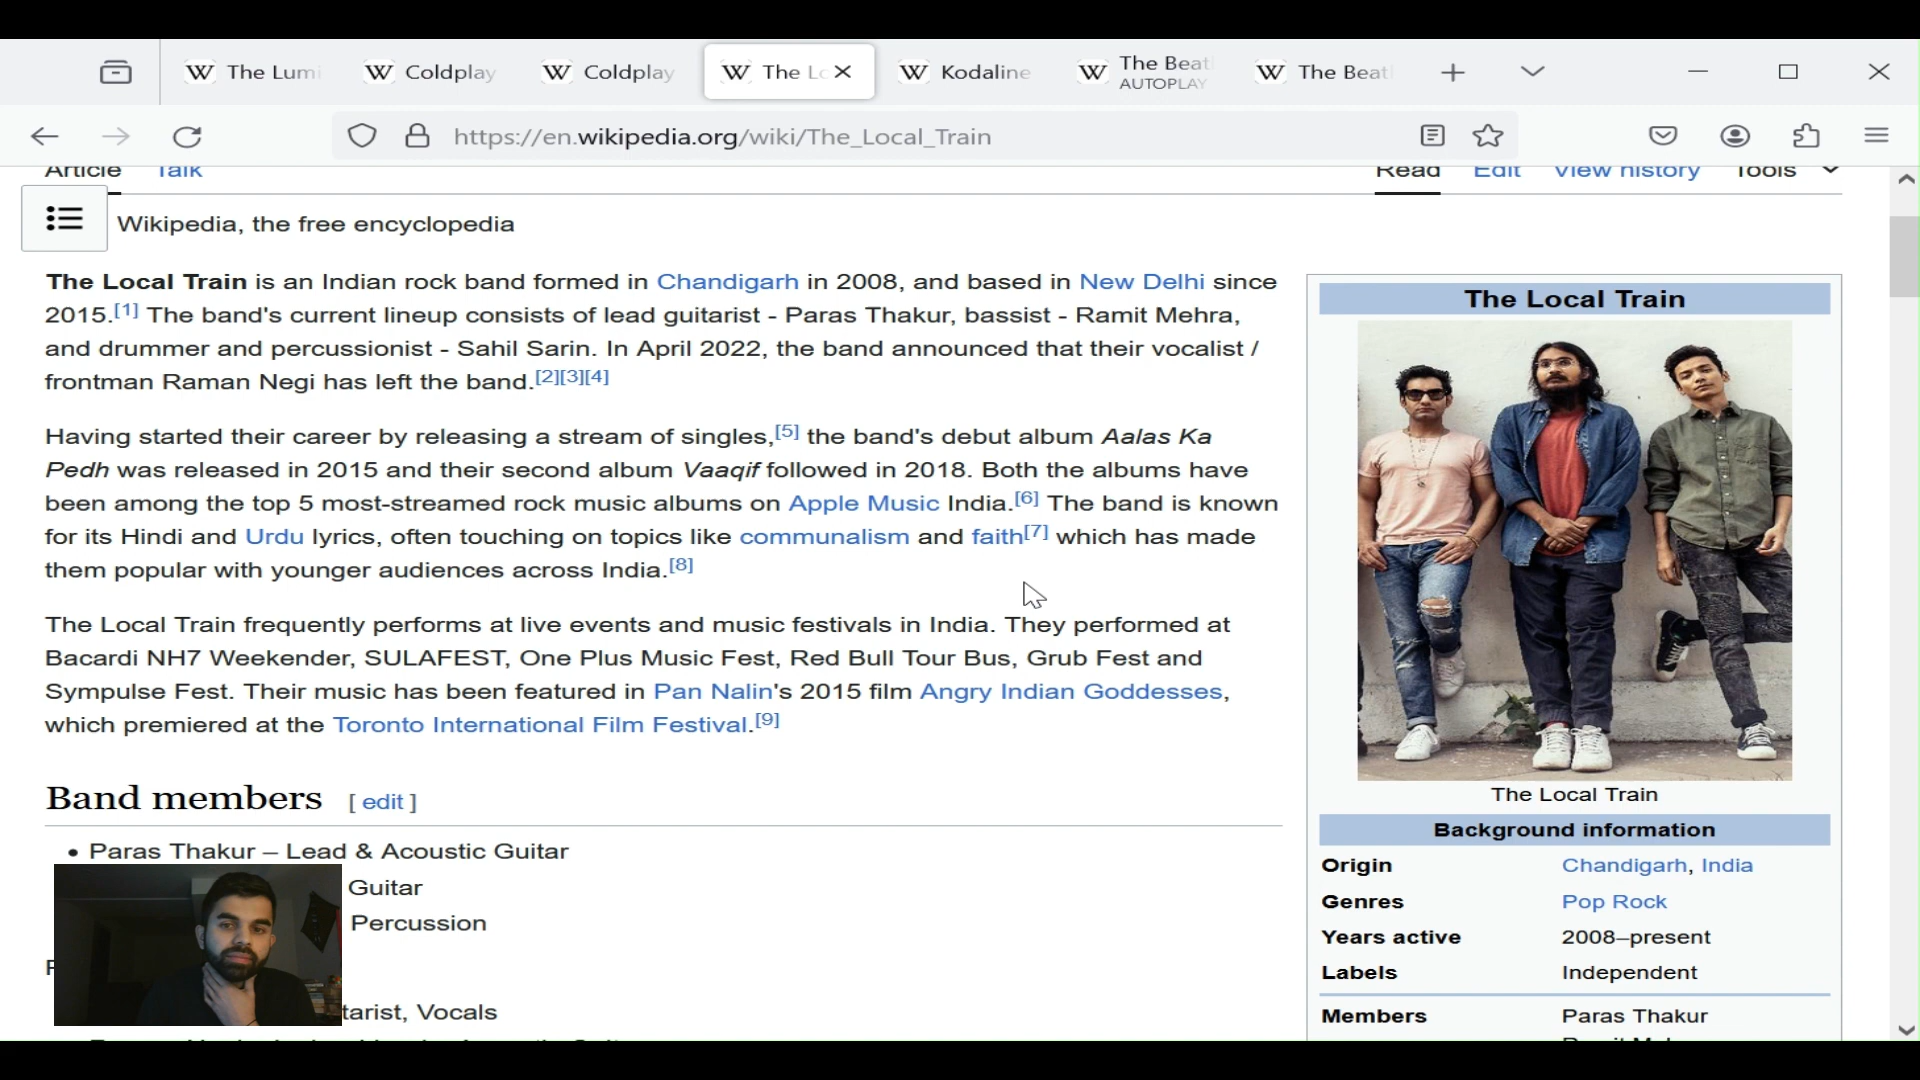 The Lumi
Coldplay
Coldplay
The Lo
Kodaline
The Beat
AUTOPLAY
The Beatl
https://en.wikipedia.org/wiki/The_Local_Train
Article Talk Read Edit View history Tools
Wikipedia, the free encyclopedia
The Local Train is an Indian rock band formed in Chandigarh in 2008, and based in New Delhi since
2015.[1] The band's current lineup consists of lead guitarist - Paras Thakur, bassist - Ramit Mehra,
and drummer and percussionist - Sahil Sarin. In April 2022, the band announced that their vocalist /
frontman Raman Negi has left the band.[2][3][4]
Having started their career by releasing a stream of singles,[5] the band's debut album Aalas Ka
Pedh was released in 2015 and their second album Vaaqif followed in 2018. Both the albums have
been among the top 5 most-streamed rock music albums on Apple Music India.[6] The band is known
for its Hindi and Urdu lyrics, often touching on topics like communalism and faith[7] which has made
them popular with younger audiences across India.[8]
The Local Train frequently performs at live events and music festivals in India. They performed at
Bacardi NH7 Weekender, SULAFEST, One Plus Music Fest, Red Bull Tour Bus, Grub Fest and
Sympulse Fest. Their music has been featured in Pan Nalin's 2015 film Angry Indian Goddesses,
which premiered at the Toronto International Film Festival.[9]
Band members [ edit ]
• Paras Thakur – Lead & Acoustic Guitar
Guitar
Percussion
tarist, Vocals
The Local Train
The Local Train
Background information
Origin Chandigarh, India
Genres Pop Rock
Years active 2008–present
Labels Independent
Members Paras Thakur